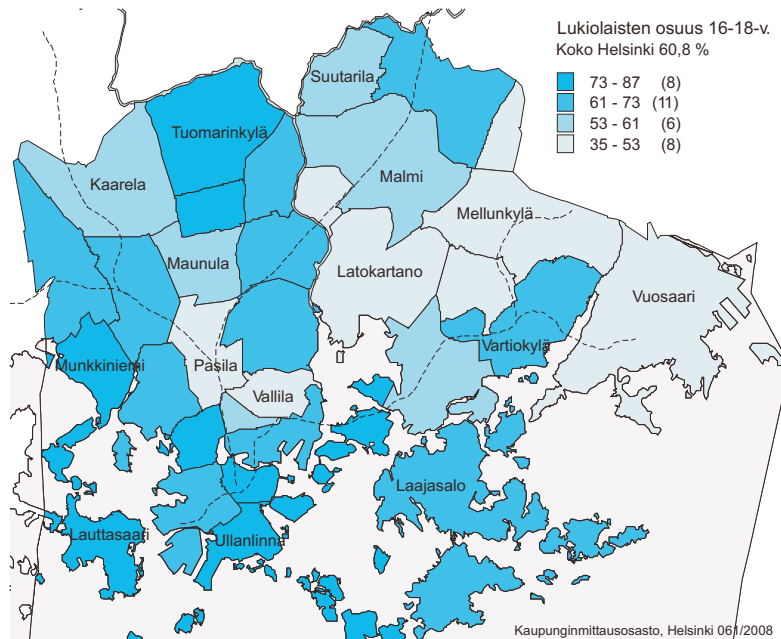 Lukiolaisten osuus 16-18-v.
Koko Helsinki 60,8 %
73 - 87 (8)
61 - 73 (11)
53 - 61 (6)
35 - 53 (8)
Suutarila
Tuomarinkylä
Malmi
Kaarela
Mellunkylä
Maunula
Latokartano
Vuosaari
Vartiokylä
Munkkiniemi
Pasila
Vallila
Laajasalo
Lauttasaari
Ullanlinna
Kaupunginmittausosasto, Helsinki 061/2008